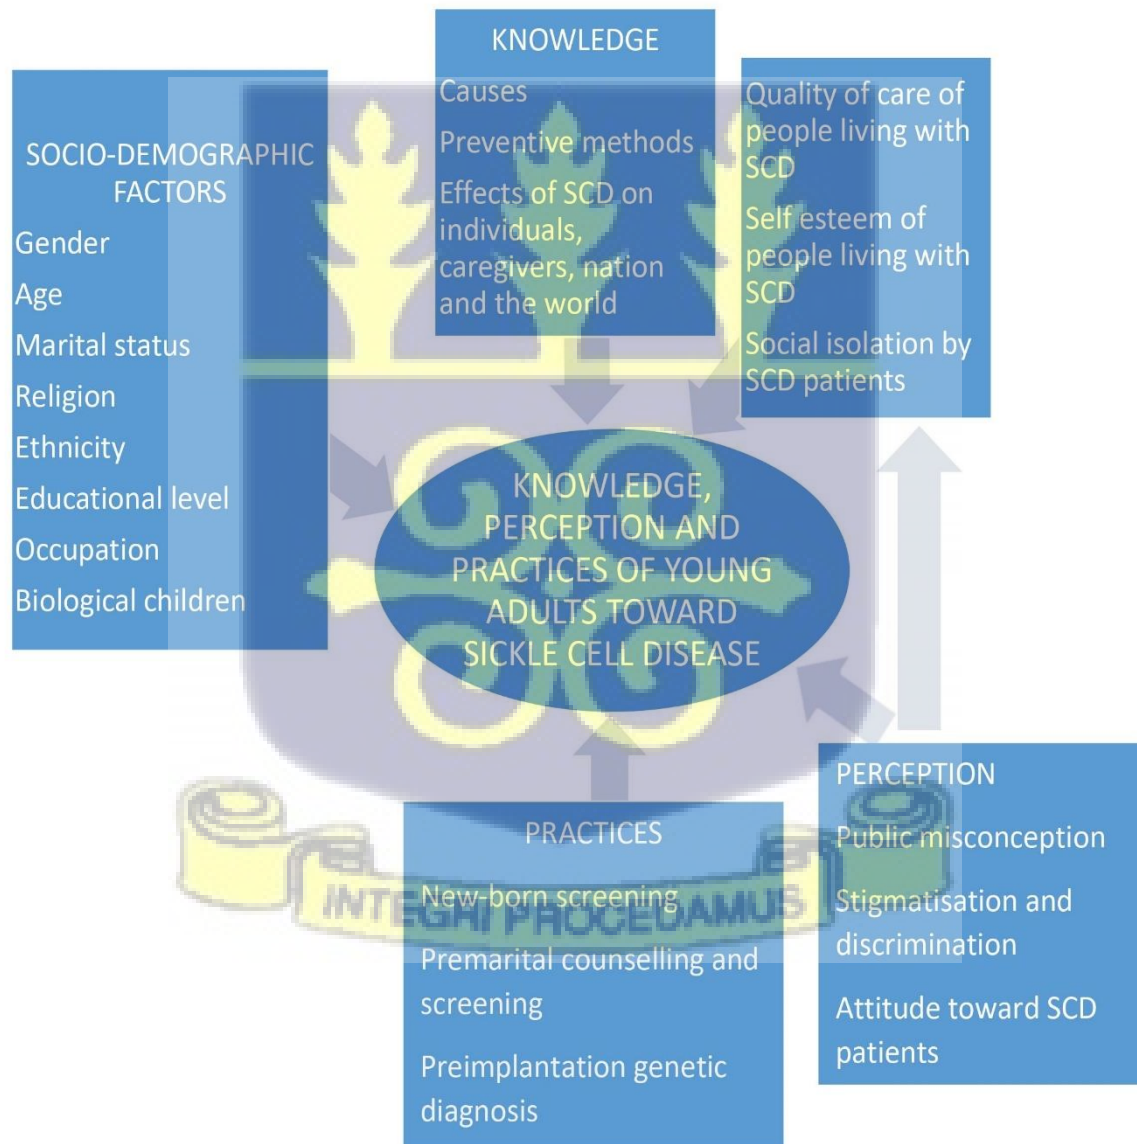 KNOWLEDGE
Causes
Preventive methods
Effects of SCD on
individuals,
caregivers, nation
and the world
SOCIO-DEMOGRAPHIC
FACTORS
Gender
Age
Marital status
Religion
Ethnicity
Educational level
Occupation
Biological children
Quality of care of
people living with
SCD
Self esteem of
people living with
SCD
Social isolation by
SCD patients
KNOWLEDGE,
PERCEPTION AND
PRACTICES OF YOUNG
ADULTS TOWARD
SICKLE CELL DISEASE
PRACTICES
New-born screening
Premarital counselling and
screening
Preimplantation genetic
diagnosis
PERCEPTION
Public misconception
Stigmatisation and
discrimination
Attitude toward SCD
patients
INTEGRI PROCEDAMUS